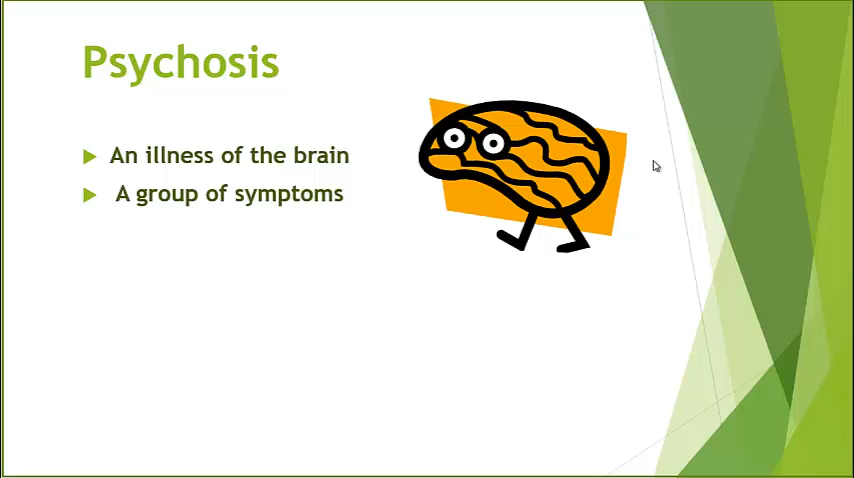 Psychosis
An illness of the brain
A group of symptoms